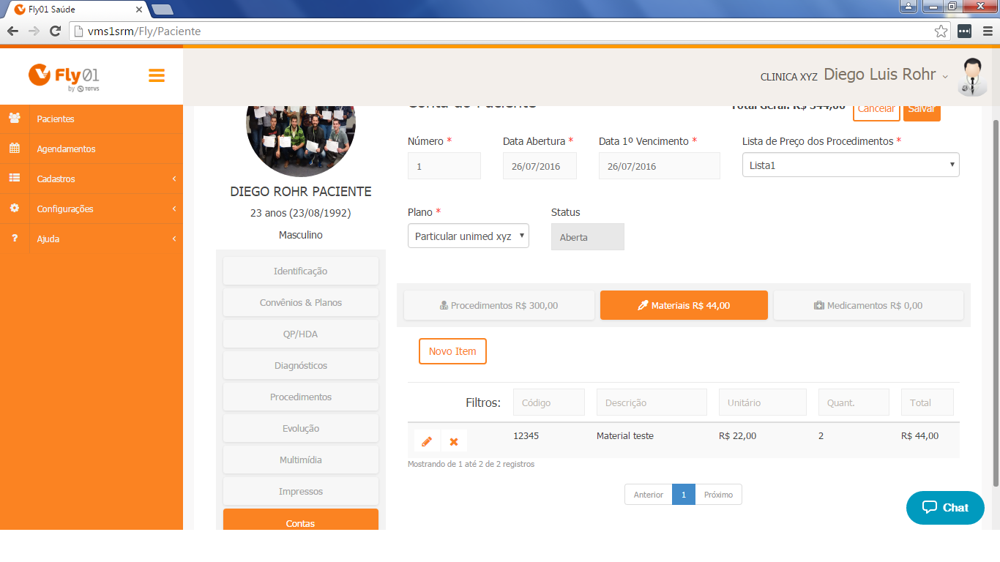 Fly01 Saúde
vms1srm/Fly/Paciente
Fly01
by TOTVS
CLINICA XYZ Diego Luis Rohr
Pacientes
Agendamentos
Cadastros
Configurações
Ajuda
DIEGO ROHR PACIENTE
23 anos (23/08/1992)
Masculino
Identificação
Convênios & Planos
QP/HDA
Diagnósticos
Procedimentos
Evolução
Multimídia
Impressos
Contas
Conta do Paciente
Total Geral: R$ 344,00 Cancelar Salvar
Número * Data Abertura * Data 1º Vencimento * Lista de Preço dos Procedimentos *
1 26/07/2016 26/07/2016 Lista1
Plano * Status
Particular unimed xyz Aberta
Procedimentos R$ 300,00 Materiais R$ 44,00 Medicamentos R$ 0,00
Novo Item
Filtros: Código Descrição Unitário Quant. Total
12345 Material teste R$ 22,00 2 R$ 44,00
Mostrando de 1 até 2 de 2 registros
Anterior 1 Próximo
Chat